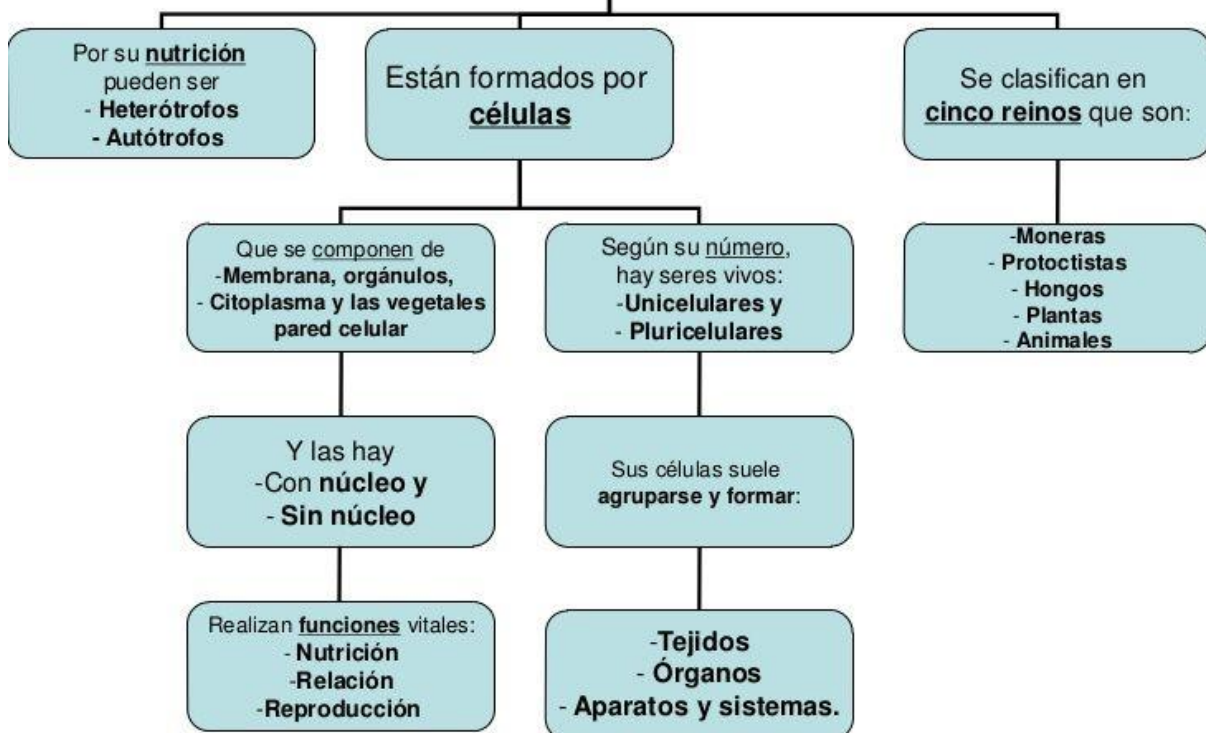 Por su nutrición
pueden ser
- Heterótrofos
- Autótrofos
Están formados por
células
Se clasifican en
cinco reinos que son:
Que se componen de
-Membrana, orgánulos,
- Citoplasma y las vegetales
pared celular
Según su número,
hay seres vivos:
-Unicelulares y
- Pluricelulares
-Moneras
- Protoctistas
- Hongos
- Plantas
- Animales
Y las hay
-Con núcleo y
- Sin núcleo
Sus células suele
agruparse y formar:
Realizan funciones vitales:
- Nutrición
-Relación
-Reproducción
-Tejidos
- Órganos
- Aparatos y sistemas.